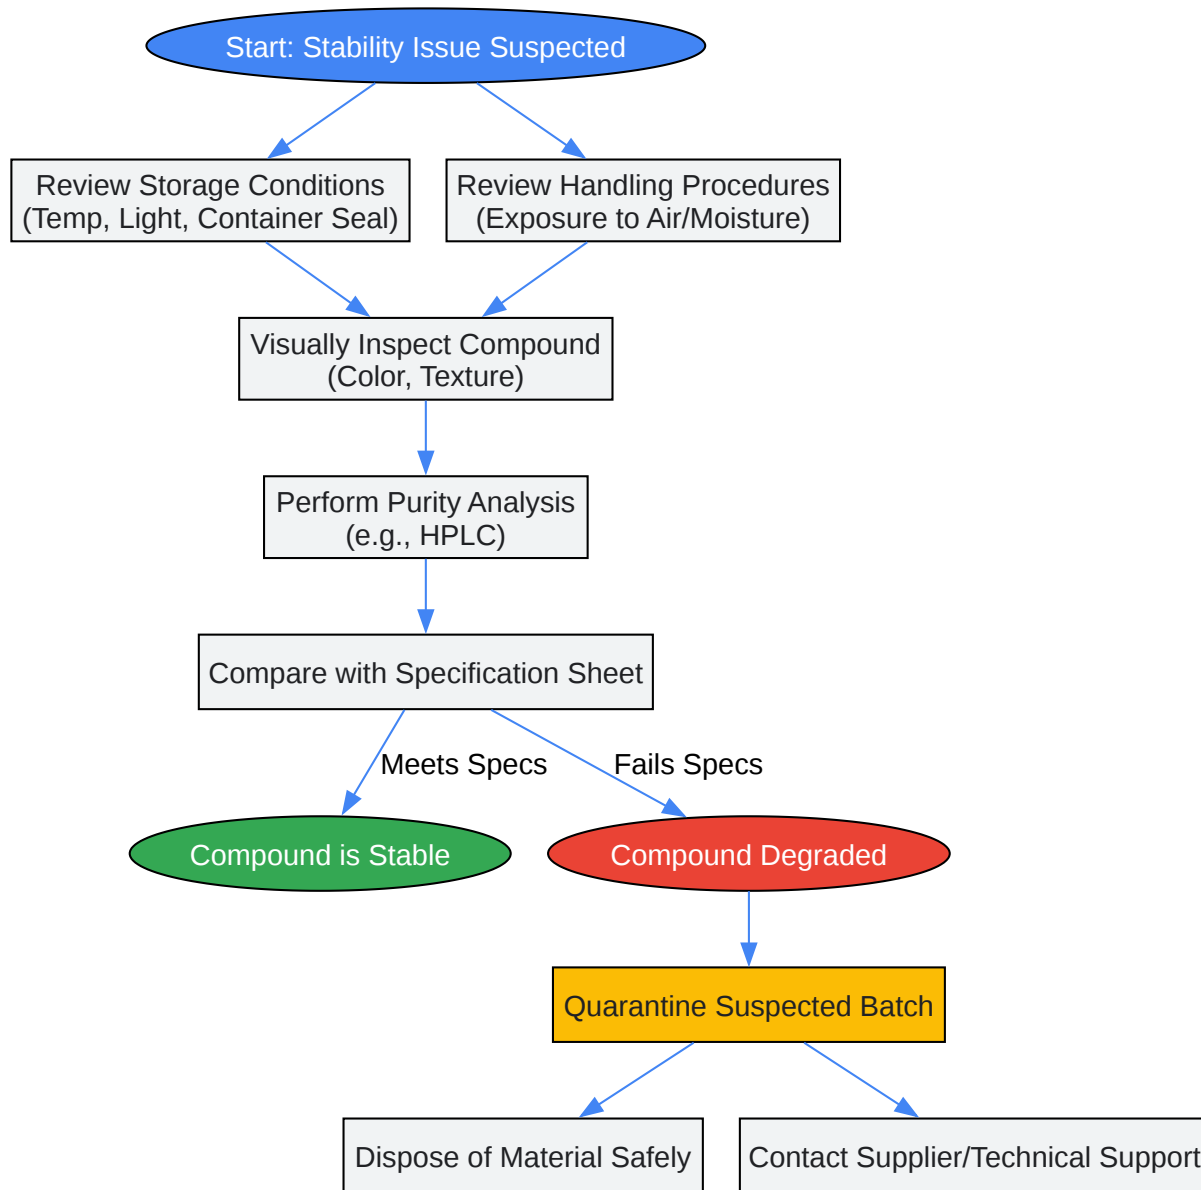 Start: Stability Issue Suspected
Review Storage Conditions
(Temp, Light, Container Seal)
Review Handling Procedures
(Exposure to Air/Moisture)
Visually Inspect Compound
(Color, Texture)
Perform Purity Analysis
(e.g., HPLC)
Compare with Specification Sheet
Meets Specs
Fails Specs
Compound is Stable
Compound Degraded
Quarantine Suspected Batch
Dispose of Material Safely
Contact Supplier/Technical Support